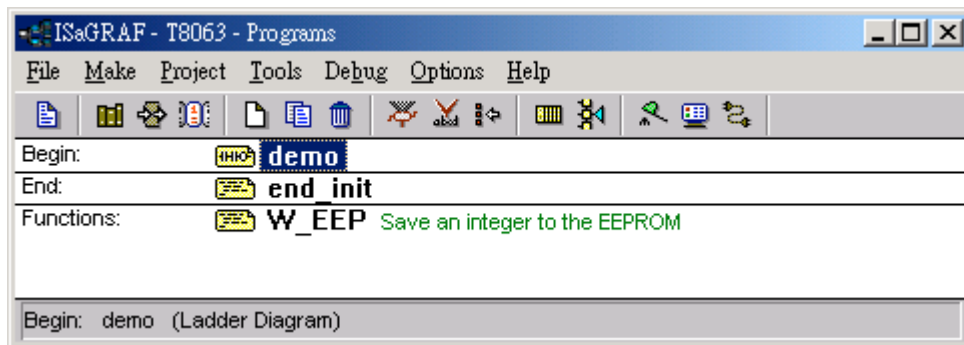 ISaGRAF - T8063 - Programs
File Make Project Tools Debug Options Help
Begin: demo
End: end_init
Functions: W_EEP Save an integer to the EEPROM
Begin: demo (Ladder Diagram)